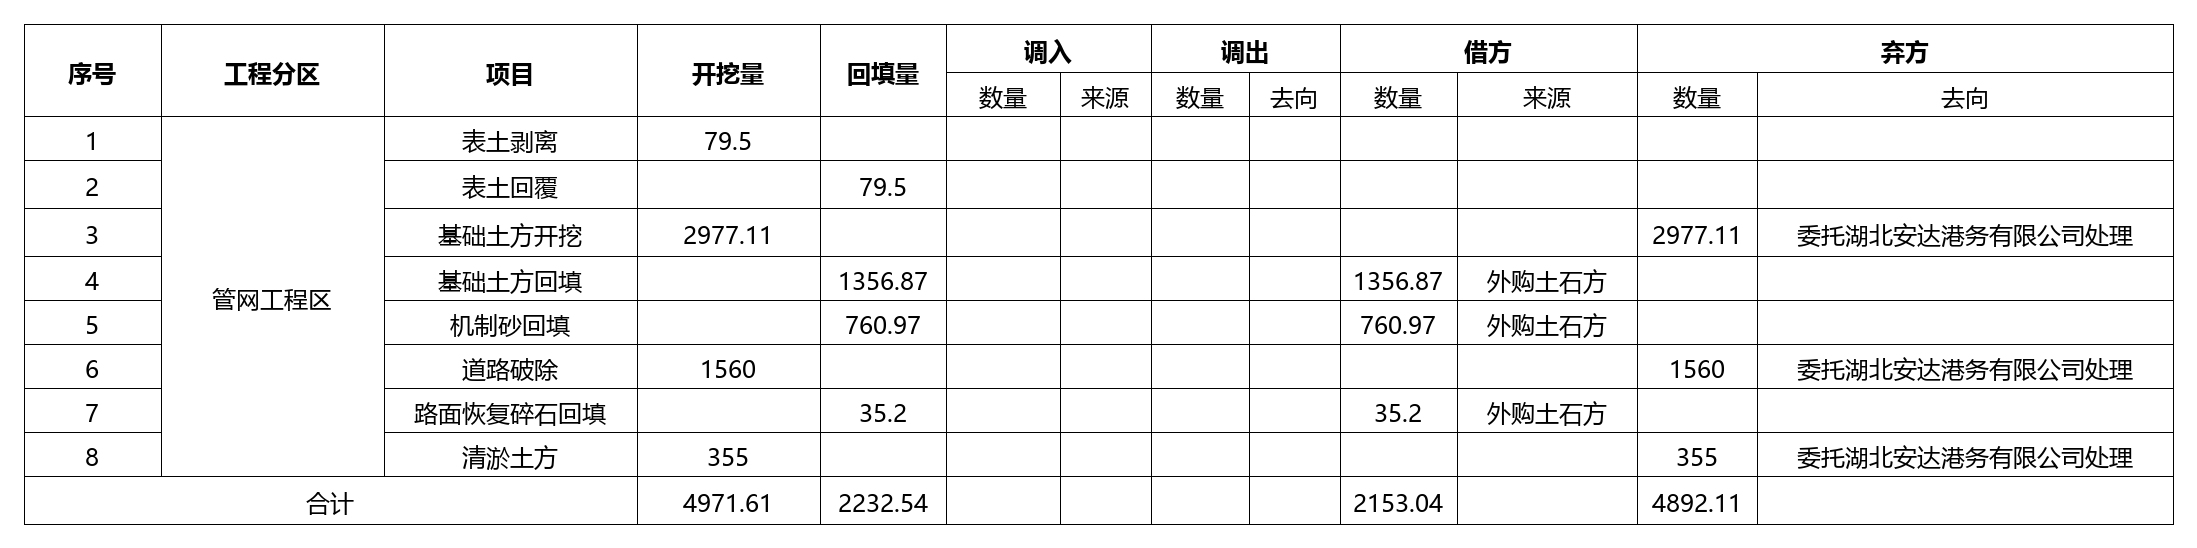 序号 工程分区 项目 开挖量 回填量 调入 调出 借方 弃方
数量 来源 数量 去向 数量 来源 数量 去向
1 管网工程区 表土剥离 79.5
2 表土回覆 79.5
3 基础土方开挖 2977.11 2977.11 委托湖北安达港务有限公司处理
4 基础土方回填 1356.87 1356.87 外购土石方
5 机制砂回填 760.97 760.97 外购土石方
6 道路破除 1560 1560 委托湖北安达港务有限公司处理
7 路面恢复碎石回填 35.2 35.2 外购土石方
8 清淤土方 355 355 委托湖北安达港务有限公司处理
合计 4971.61 2232.54 2153.04 4892.11